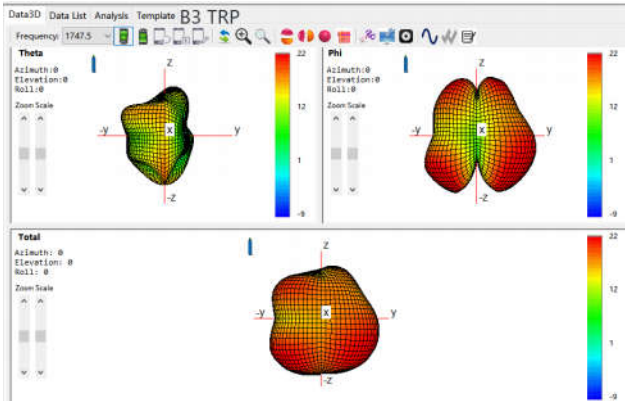 Data3D Data List Analysis Template B3 TRP
Frequency: 1747.5
Theta
Azimuth:0
Elevation:0
Roll:0
Zoom Scale
Z
-y
x
y
-Z
22
12
1
-9
Phi
Azimuth:0
Elevation:0
Roll:0
Zoom Scale
Z
-y
x
y
-Z
22
12
1
-9
Total
Azimuth: 0
Elevation: 0
Roll: 0
Zoom Scale
Z
-y
x
y
-Z
22
12
1
-9